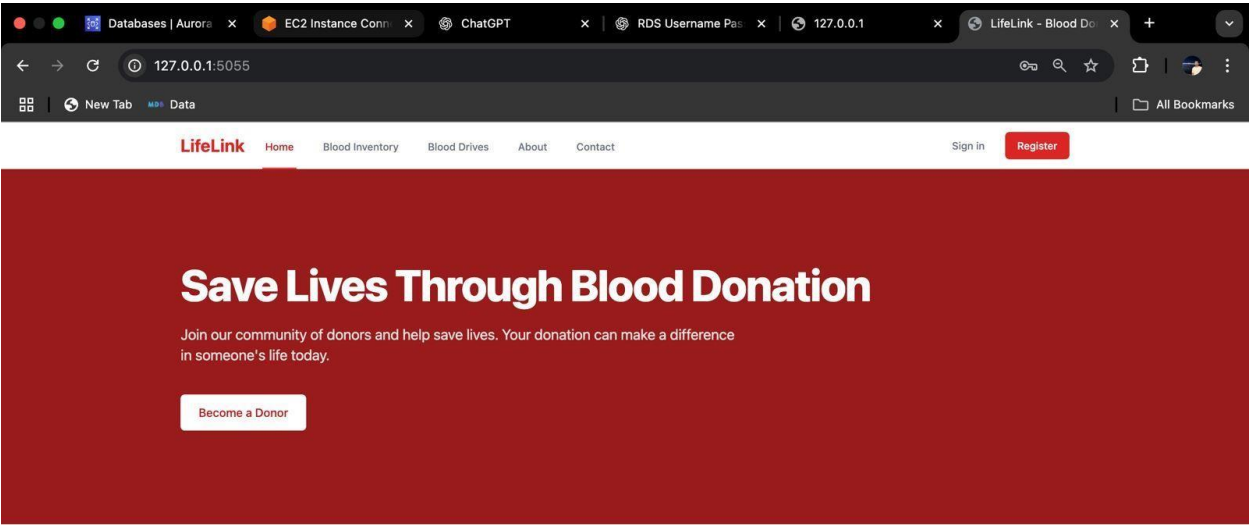 Databases | Aurora
EC2 Instance Conn
ChatGPT
RDS Username Pas
127.0.0.1
LifeLink - Blood Do
127.0.0.1:5055
New Tab
MDS Data
All Bookmarks
LifeLink Home Blood Inventory Blood Drives About Contact Sign in Register
Save Lives Through Blood Donation
Join our community of donors and help save lives. Your donation can make a difference
in someone's life today.
Become a Donor